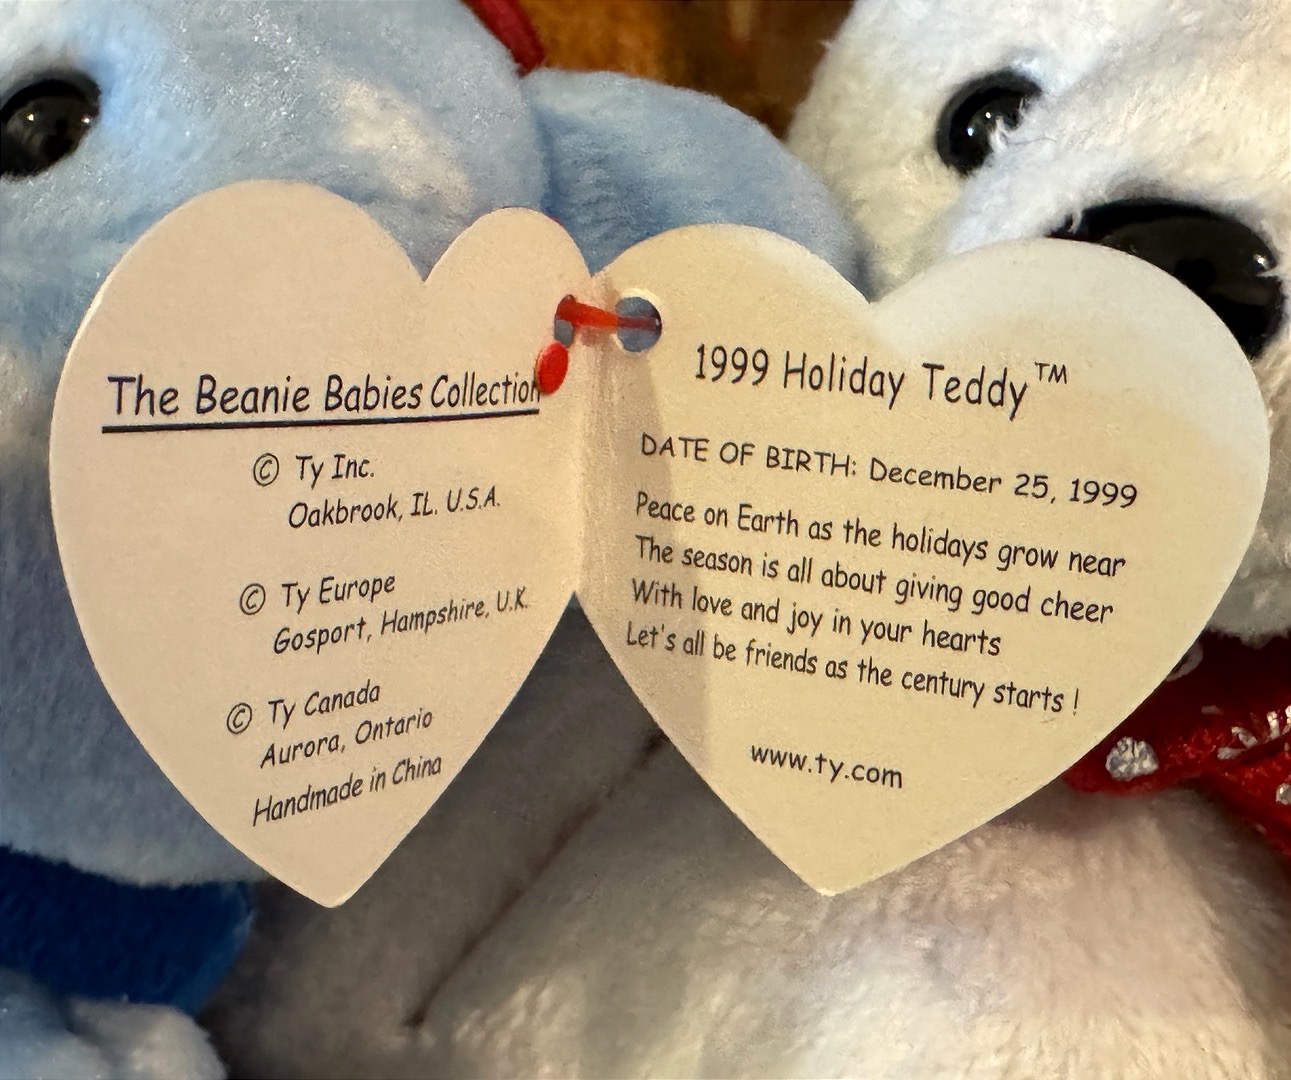 The Beanie Babies Collection
© Ty Inc.
Oakbrook, IL. U.S.A.
© Ty Europe
Gosport, Hampshire, U.K.
© Ty Canada
Aurora, Ontario
Handmade in China
1999 Holiday Teddy™
DATE OF BIRTH: December 25, 1999
Peace on Earth as the holidays grow near
The season is all about giving good cheer
With love and joy in your hearts
Let's all be friends as the century starts !
www.ty.com